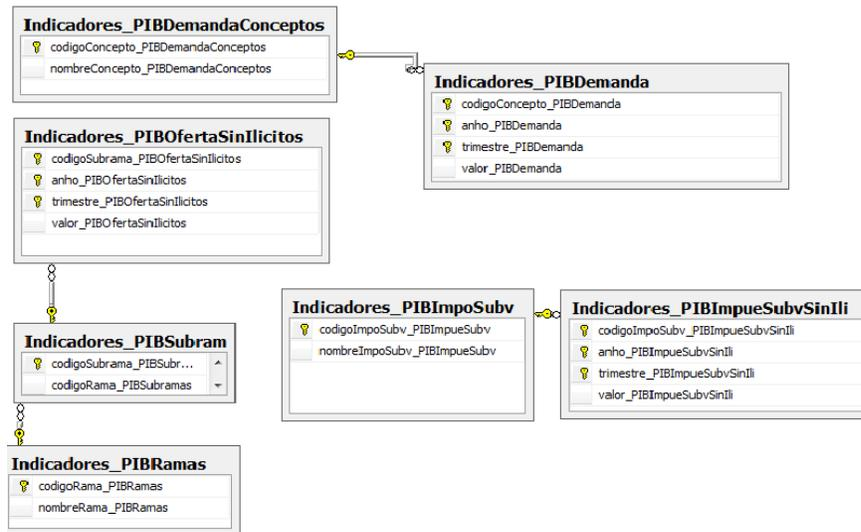 Indicadores_PIBDemandaConceptos
codigoConcepto_PIBDemandaConceptos
nombreConcepto_PIBDemandaConceptos
Indicadores_PIBDemanda
codigoConcepto_PIBDemanda
anho_PIBDemanda
trimestre_PIBDemanda
valor_PIBDemanda
Indicadores_PIBOfertaSinIlicitos
codigoSubrama_PIBOfertaSinIlicitos
anho_PIBOfertaSinIlicitos
trimestre_PIBOfertaSinIlicitos
valor_PIBOfertaSinIlicitos
Indicadores_PIBImpoSubv
codigoImpoSubv_PIBImpueSubv
nombreImpoSubv_PIBImpueSubv
Indicadores_PIBImpueSubvSinIli
codigoImpoSubv_PIBImpueSubvSinIli
anho_PIBImpueSubvSinIli
trimestre_PIBImpueSubvSinIli
valor_PIBImpueSubvSinIli
Indicadores_PIBSubram
codigoSubrama_PIBSubr...
codigoRama_PIBSubramas
Indicadores_PIBRamas
codigoRama_PIBRamas
nombreRama_PIBRamas